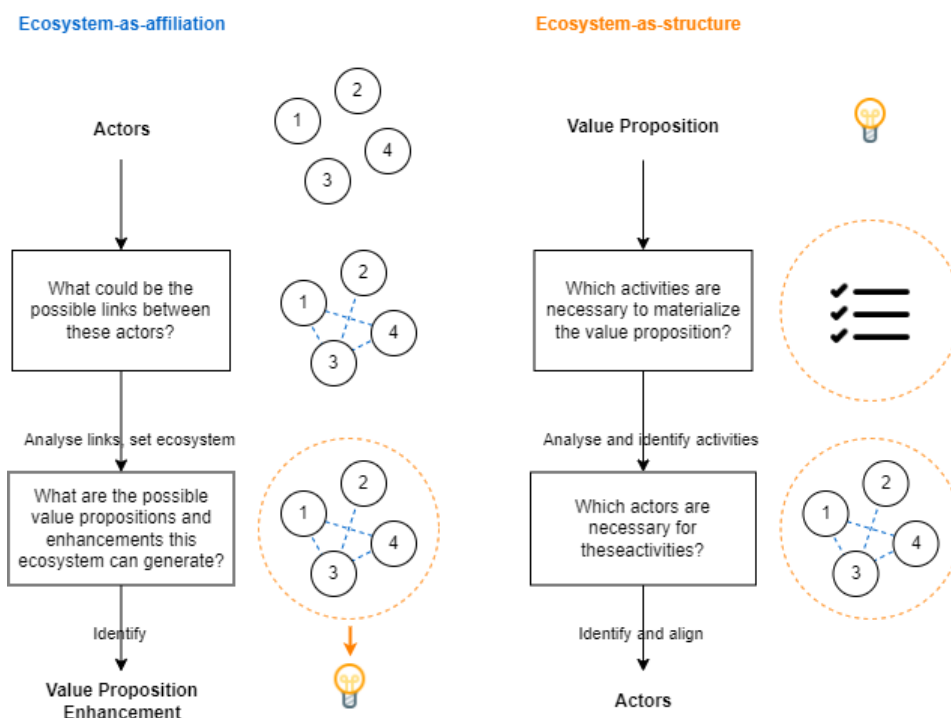 Ecosystem-as-affiliation
Actors
1
2
3
4
What could be the
possible links between
these actors?
1
2
3
4
Analyse links, set ecosystem
What are the possible
value propositions and
enhancements this
ecosystem can generate?
1
2
3
4
Identify
Value Proposition
Enhancement
Ecosystem-as-structure
Value Proposition
Which activities are
necessary to materialize
the value proposition?
Analyse and identify activities
Which actors are
necessary for
theseactivities?
1
2
3
4
Identify and align
Actors